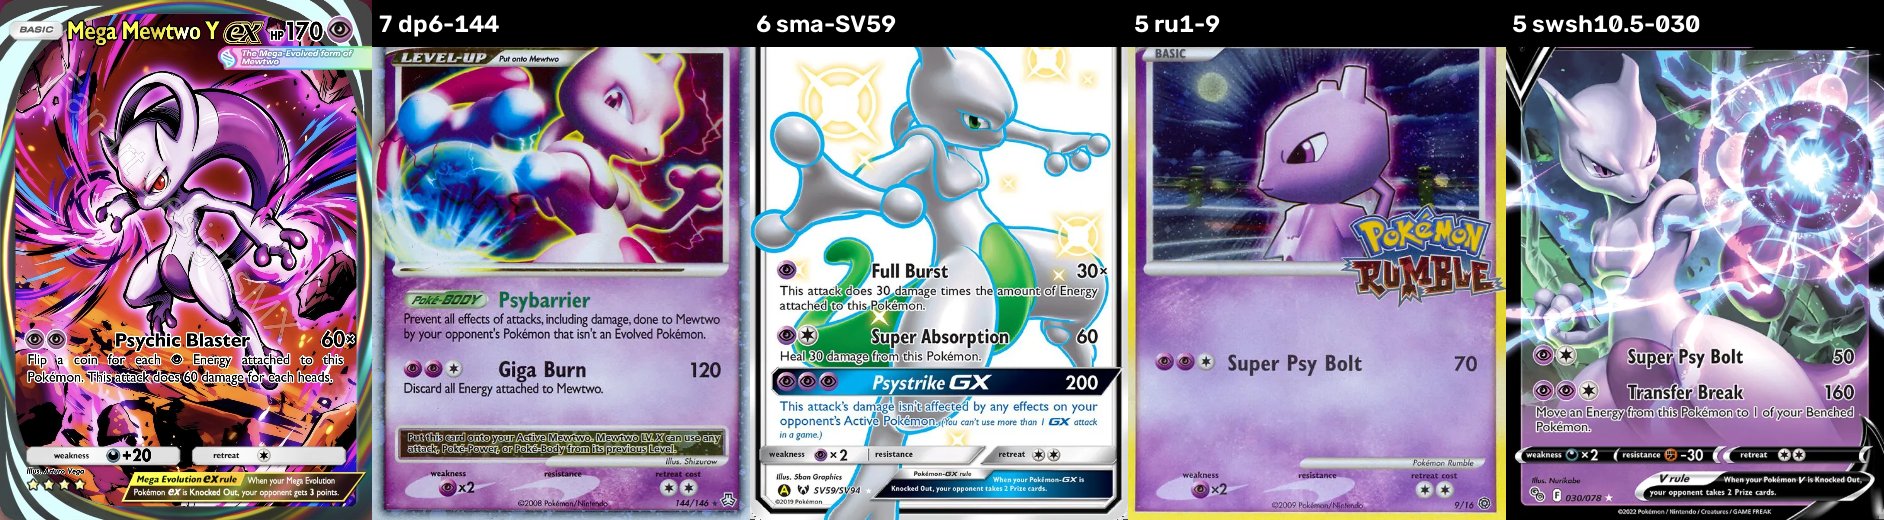 BASIC Mega Mewtwo Y ex HP170
The Mega-Evolved form of
Mewtwo
Psychic Blaster 60×
Flip a coin for each Energy attached to this
Pokémon. This attack does 60 damage for each heads.
weakness +20 retreat
Illus. Arturo Vega
Mega Evolution ex rule When your Mega Evolution
Pokémon ex is Knocked Out, your opponent gets 3 points.
7 dp6-144
LEVEL-UP Put onto Mewtwo
Poké-BODY Psybarrier
Prevent all effects of attacks, including damage, done to Mewtwo
by your opponent's Pokémon that isn't an Evolved Pokémon.
Giga Burn 120
Discard all Energy attached to Mewtwo.
Put this card onto your Active Mewtwo. Mewtwo LV.X can use any
attack, Poké-Power, or Poké-Body from its previous Level.
Illus. Shizurow
weakness resistance retreat cost
×2
©2008 Pokémon/Nintendo 144/146
6 sma-SV59
Full Burst 30×
This attack does 30 damage times the amount of Energy
attached to this Pokémon.
Super Absorption 60
Heal 30 damage from this Pokémon.
Psystrike GX 200
This attack's damage isn't affected by any effects on your
opponent's Active Pokémon. (You can't use more than 1 GX attack
in a game.)
weakness ×2 resistance retreat
Illus. 5ban Graphics
Pokémon-GX rule When your Pokémon-GX is
Knocked Out, your opponent takes 2 Prize cards.
A SV59/SV94
©2019 Pokémon
5 ru1-9
BASIC
Pokémon
RUMBLE
Super Psy Bolt 70
Pokémon Rumble
weakness resistance retreat cost
×2
©2009 Pokémon/Nintendo 9/16
5 swsh10.5-030
Super Psy Bolt 50
Transfer Break 160
Move an Energy from this Pokémon to 1 of your Benched
Pokémon.
weakness ×2 resistance -30 retreat
Illus. Nurikabe
F 030/078
V rule When your Pokémon V is Knocked Out,
your opponent takes 2 Prize cards.
©2022 Pokémon / Nintendo / Creatures / GAME FREAK